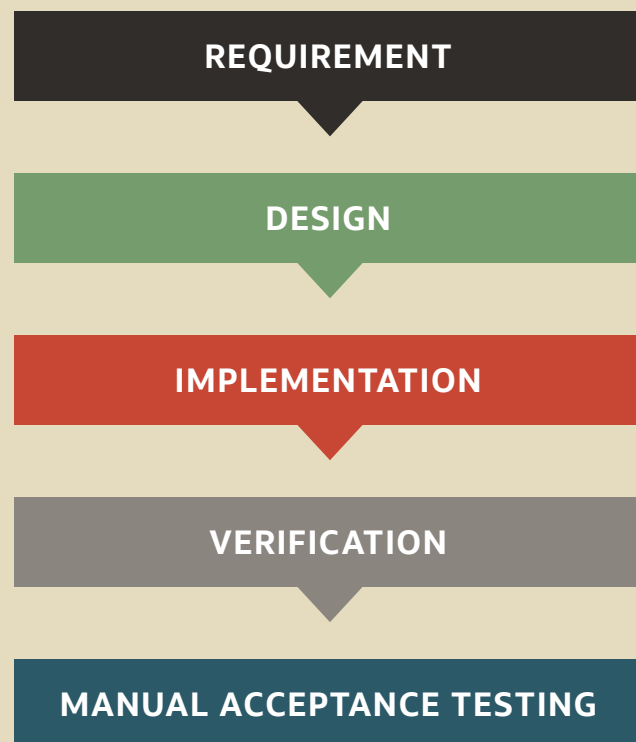 REQUIREMENT
DESIGN
IMPLEMENTATION
VERIFICATION
MANUAL ACCEPTANCE TESTING